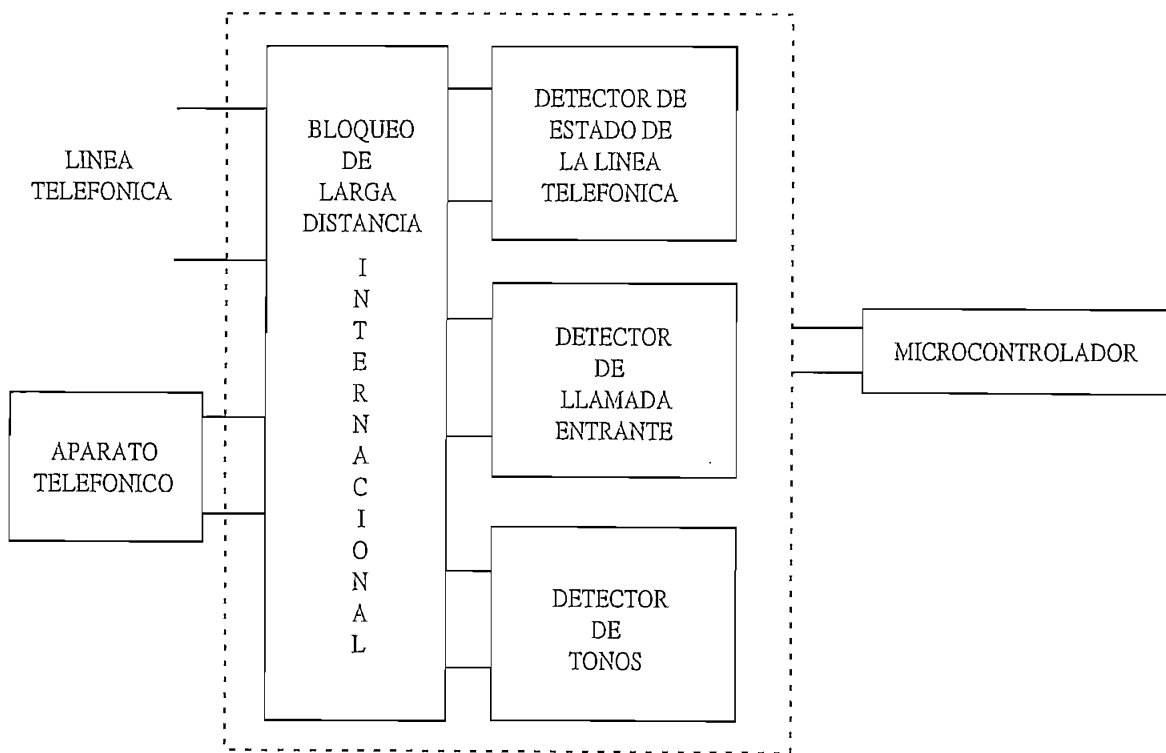 LINEA
TELEFONICA
APARATO
TELEFONICO
BLOQUEO
DE
LARGA
DISTANCIA
I
N
T
E
R
N
A
C
I
O
N
A
L
DETECTOR DE
ESTADO DE
LA LINEA
TELEFONICA
DETECTOR
DE
LLAMADA
ENTRANTE
DETECTOR
DE
TONOS
MICROCONTROLADOR